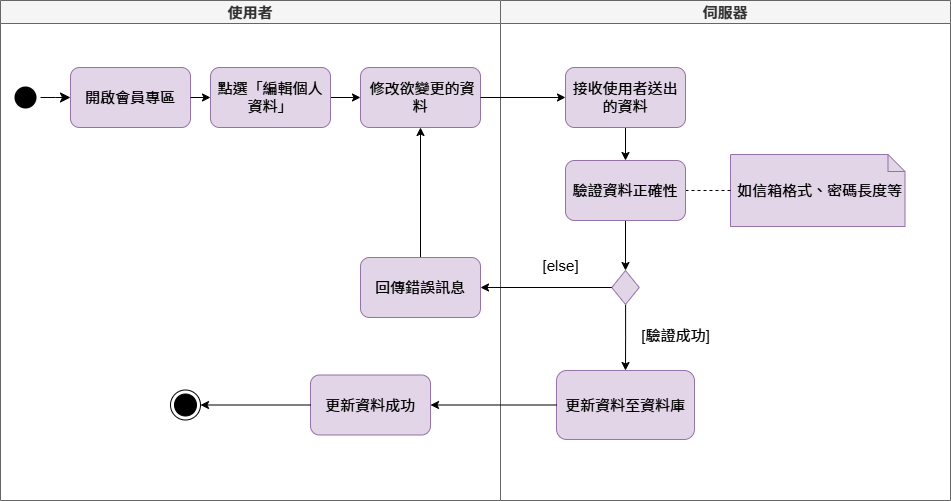 使用者
伺服器
開啟會員專區
點選「編輯個人
資料」
修改欲變更的資
料
接收使用者送出
的資料
驗證資料正確性
如信箱格式、密碼長度等
[else]
回傳錯誤訊息
[驗證成功]
更新資料成功
更新資料至資料庫